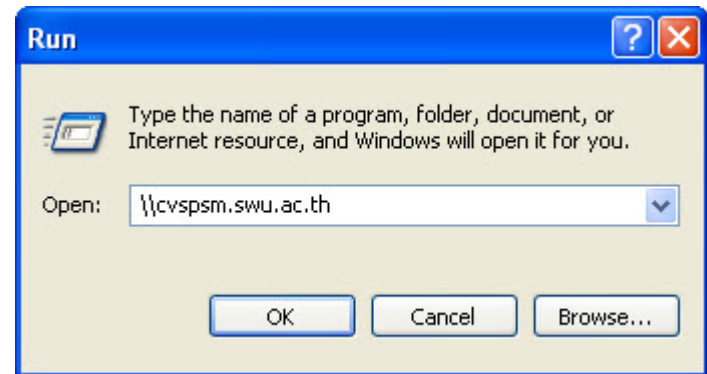 Run
Type the name of a program, folder, document, or
Internet resource, and Windows will open it for you.
Open: \\cvspsm.swu.ac.th
OK Cancel Browse...